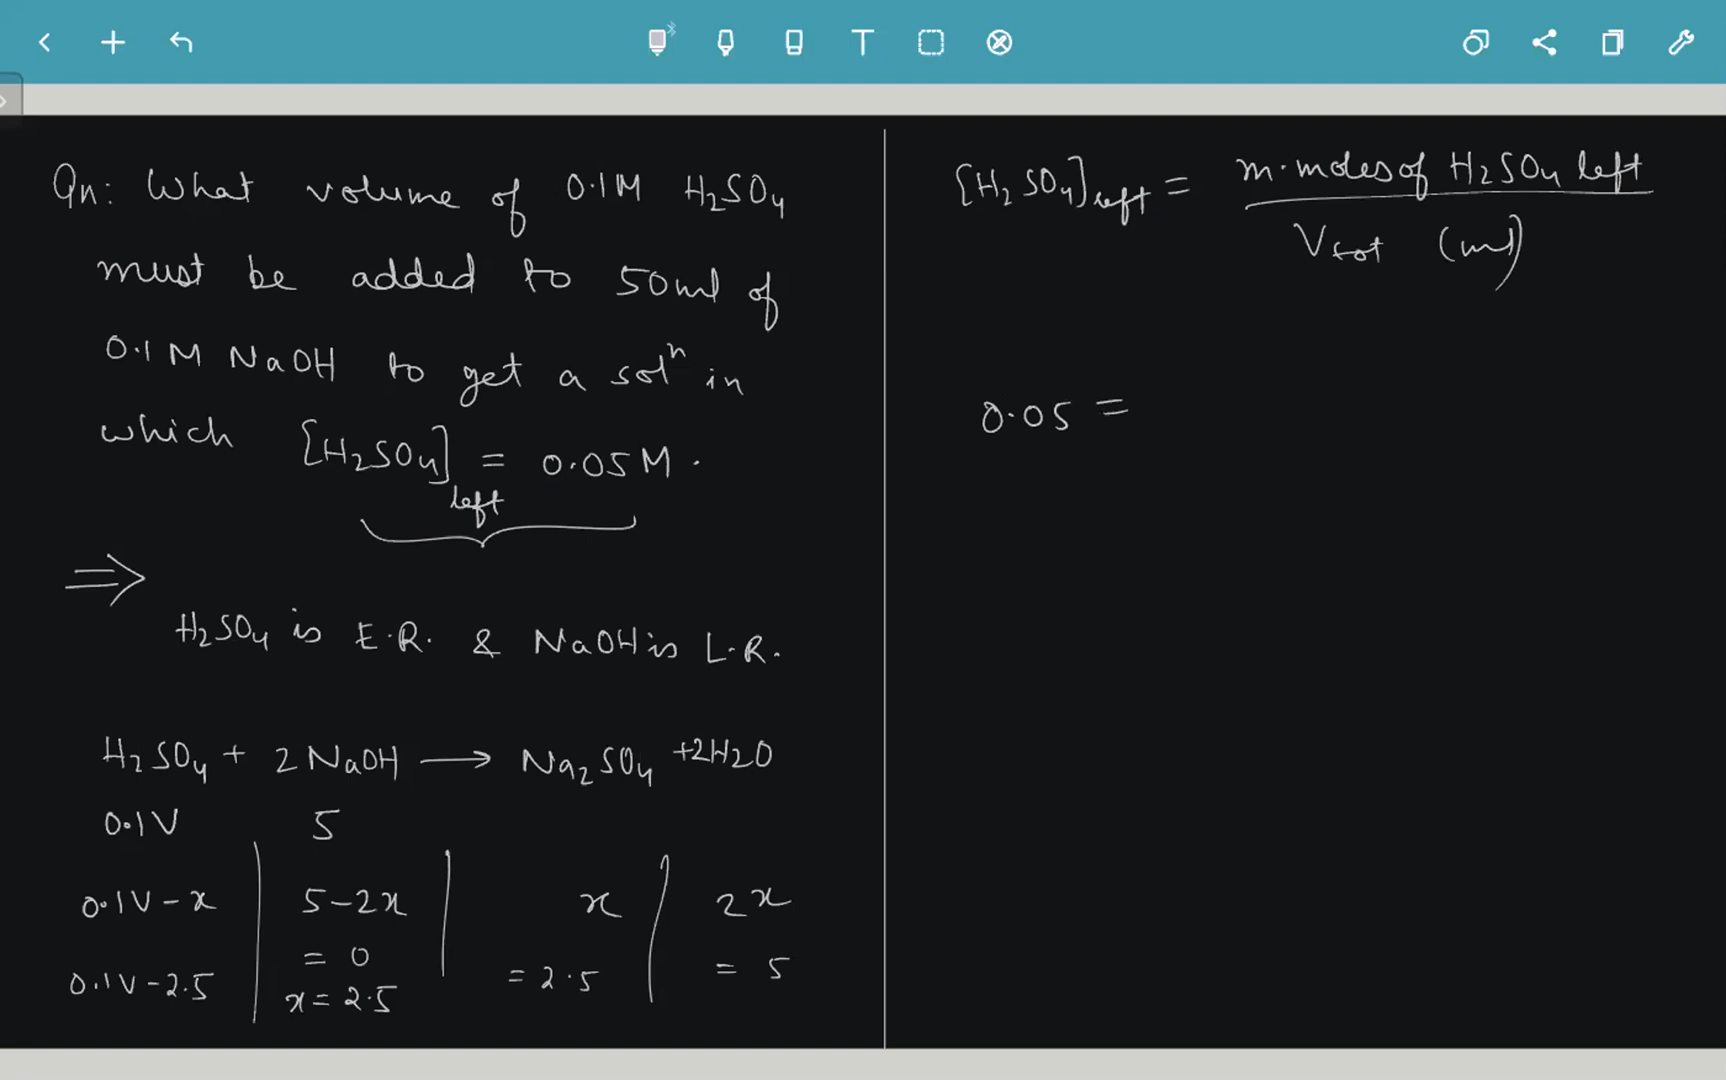 Qn: What volume of 0.1M H₂SO₄
must be added to 50ml of
0.1M NaOH to get a solⁿ in
which [H₂SO₄]left = 0.05M.
⇒
H₂SO₄ is E.R. & NaOH is L.R.
H₂SO₄ + 2NaOH ⟶ Na₂SO₄ +2H₂O
0.1V 5
0.1V-x | 5-2x | x | 2x
= 0
0.1V-2.5 x = 2.5 = 2.5 = 5
[H₂SO₄]left = m.moles of H₂SO₄ left
Vtot (ml)
0.05 =
T